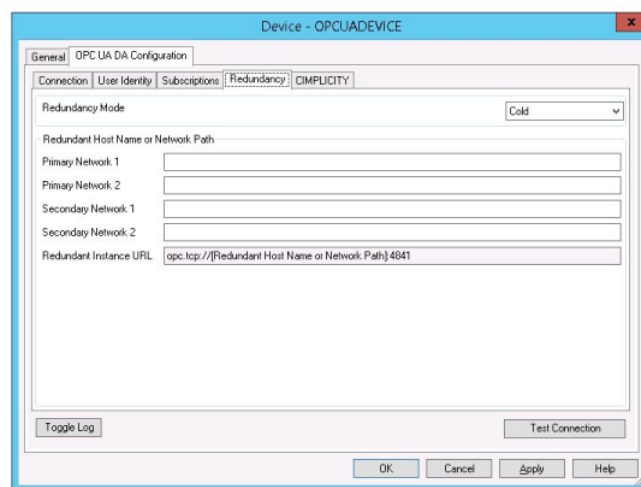 Device - OPCUADEVICE
x
General
OPC UA DA Configuration
Connection
User Identity
Subscriptions
Redundancy
CIMPLICITY
Redundancy Mode
Cold
Redundant Host Name or Network Path
Primary Network 1
Primary Network 2
Secondary Network 1
Secondary Network 2
Redundant Instance URL
opc.tcp://[Redundant Host Name or Network Path]:4841
Toggle Log
Test Connection
OK
Cancel
Apply
Help